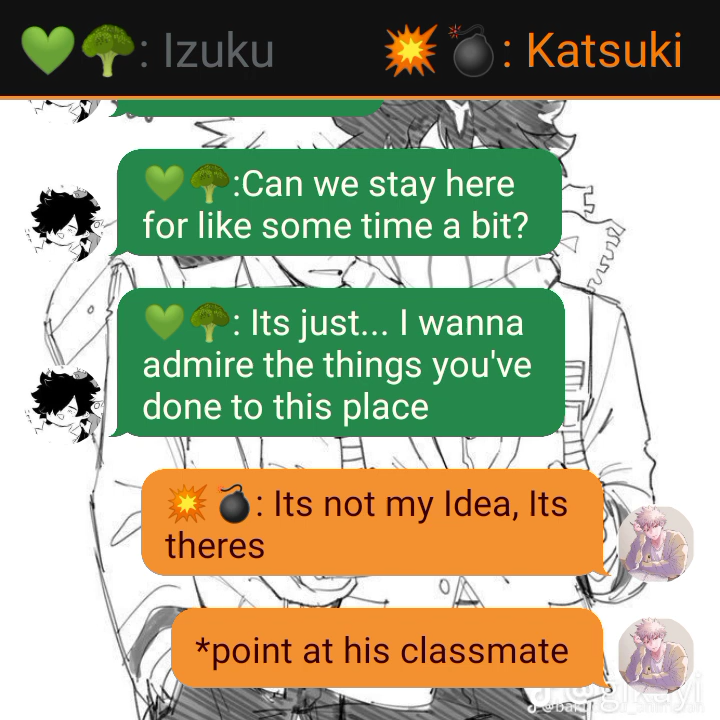 💚🥦: Izuku
💥💣: Katsuki
💚🥦:Can we stay here
for like some time a bit?
💚🥦: Its just... I wanna
admire the things you've
done to this place
💥💣: Its not my Idea, Its
theres
*point at his classmate